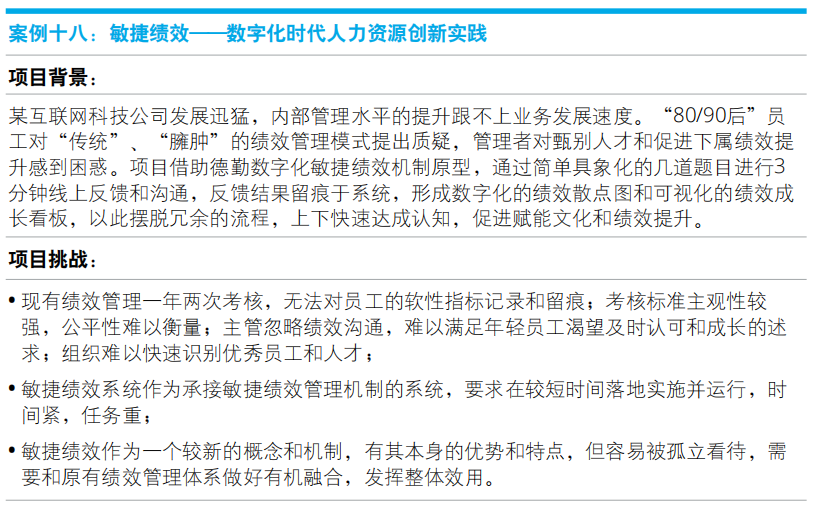 案例十八：敏捷绩效——数字化时代人力资源创新实践
项目背景：
某互联网科技公司发展迅猛，内部管理水平的提升跟不上业务发展速度。“80/90后”员
工对“传统”、“臃肿”的绩效管理模式提出质疑，管理者对甄别人才和促进下属绩效提
升感到困惑。项目借助德勤数字化敏捷绩效机制原型，通过简单具象化的几道题目进行3
分钟线上反馈和沟通，反馈结果留痕于系统，形成数字化的绩效散点图和可视化的绩效成
长看板，以此摆脱冗余的流程，上下快速达成认知，促进赋能文化和绩效提升。
项目挑战：
• 现有绩效管理一年两次考核，无法对员工的软性指标记录和留痕；考核标准主观性较
强，公平性难以衡量；主管忽略绩效沟通，难以满足年轻员工渴望及时认可和成长的述
求；组织难以快速识别优秀员工和人才；
• 敏捷绩效系统作为承接敏捷绩效管理机制的系统，要求在较短时间落地实施并运行，时
间紧，任务重；
• 敏捷绩效作为一个较新的概念和机制，有其本身的优势和特点，但容易被孤立看待，需
要和原有绩效管理体系做好有机融合，发挥整体效用。